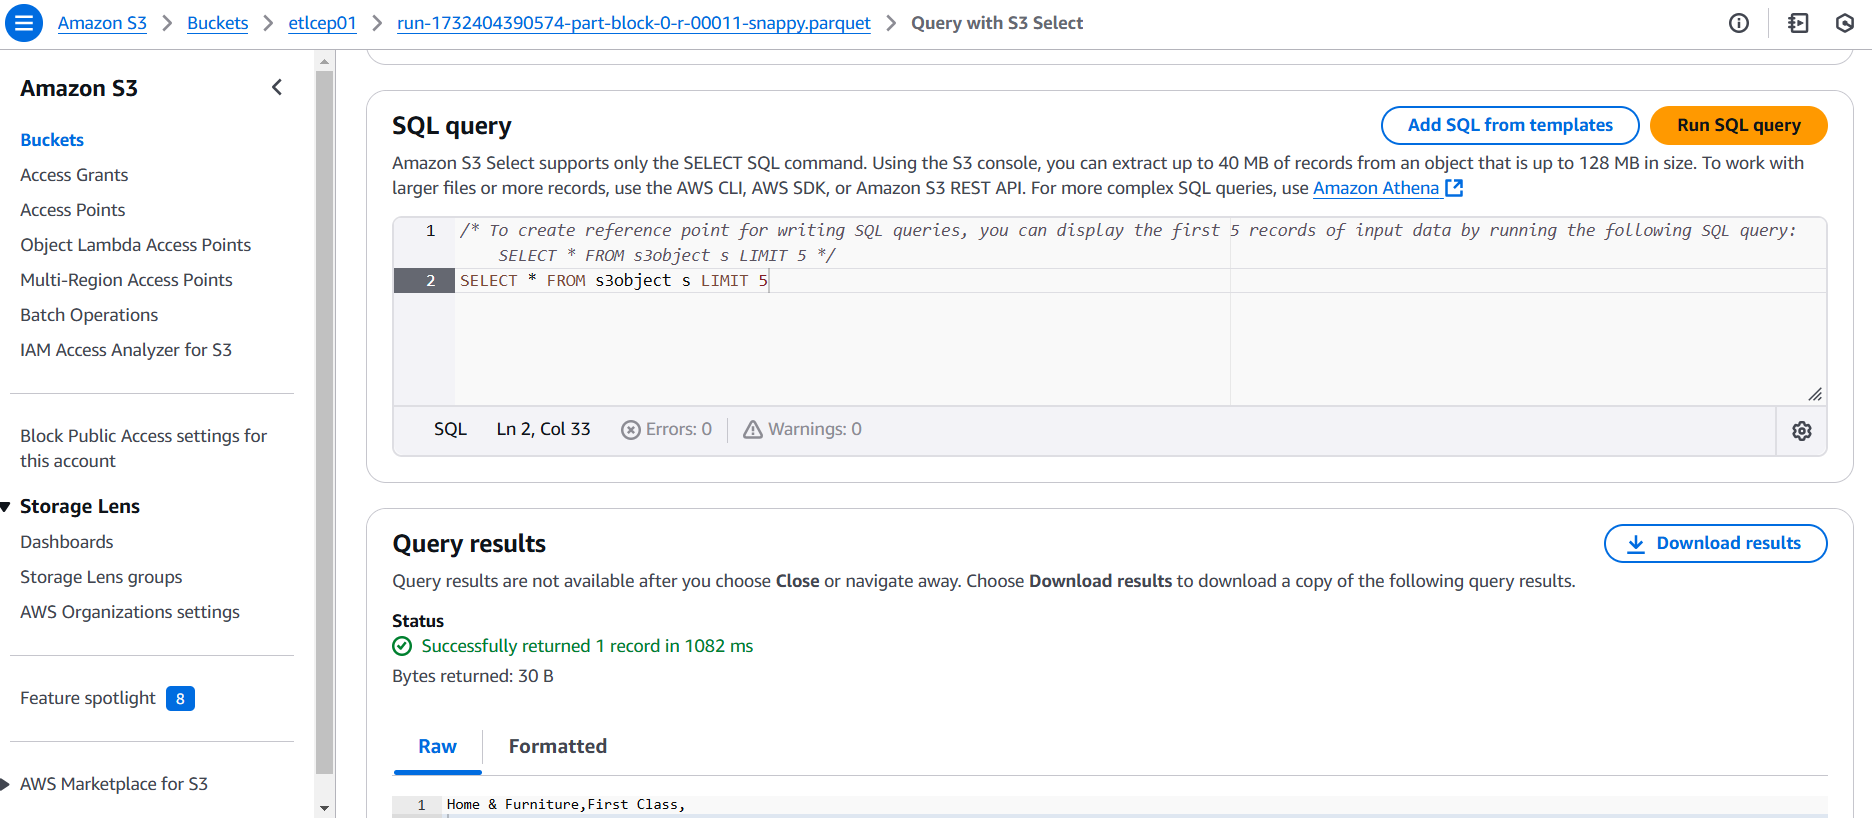 Amazon S3 > Buckets > etlcep01 > run-1732404390574-part-block-0-r-00011-snappy.parquet > Query with S3 Select
Amazon S3
Buckets
Access Grants
Access Points
Object Lambda Access Points
Multi-Region Access Points
Batch Operations
IAM Access Analyzer for S3
Block Public Access settings for
this account
Storage Lens
Dashboards
Storage Lens groups
AWS Organizations settings
Feature spotlight 8
AWS Marketplace for S3
SQL query
Add SQL from templates
Run SQL query
Amazon S3 Select supports only the SELECT SQL command. Using the S3 console, you can extract up to 40 MB of records from an object that is up to 128 MB in size. To work with
larger files or more records, use the AWS CLI, AWS SDK, or Amazon S3 REST API. For more complex SQL queries, use Amazon Athena
1 /* To create reference point for writing SQL queries, you can display the first 5 records of input data by running the following SQL query:
SELECT * FROM s3object s LIMIT 5 */
2 SELECT * FROM s3object s LIMIT 5
SQL Ln 2, Col 33 Errors: 0 Warnings: 0
Query results
Download results
Query results are not available after you choose Close or navigate away. Choose Download results to download a copy of the following query results.
Status
Successfully returned 1 record in 1082 ms
Bytes returned: 30 B
Raw Formatted
1 Home & Furniture,First Class,